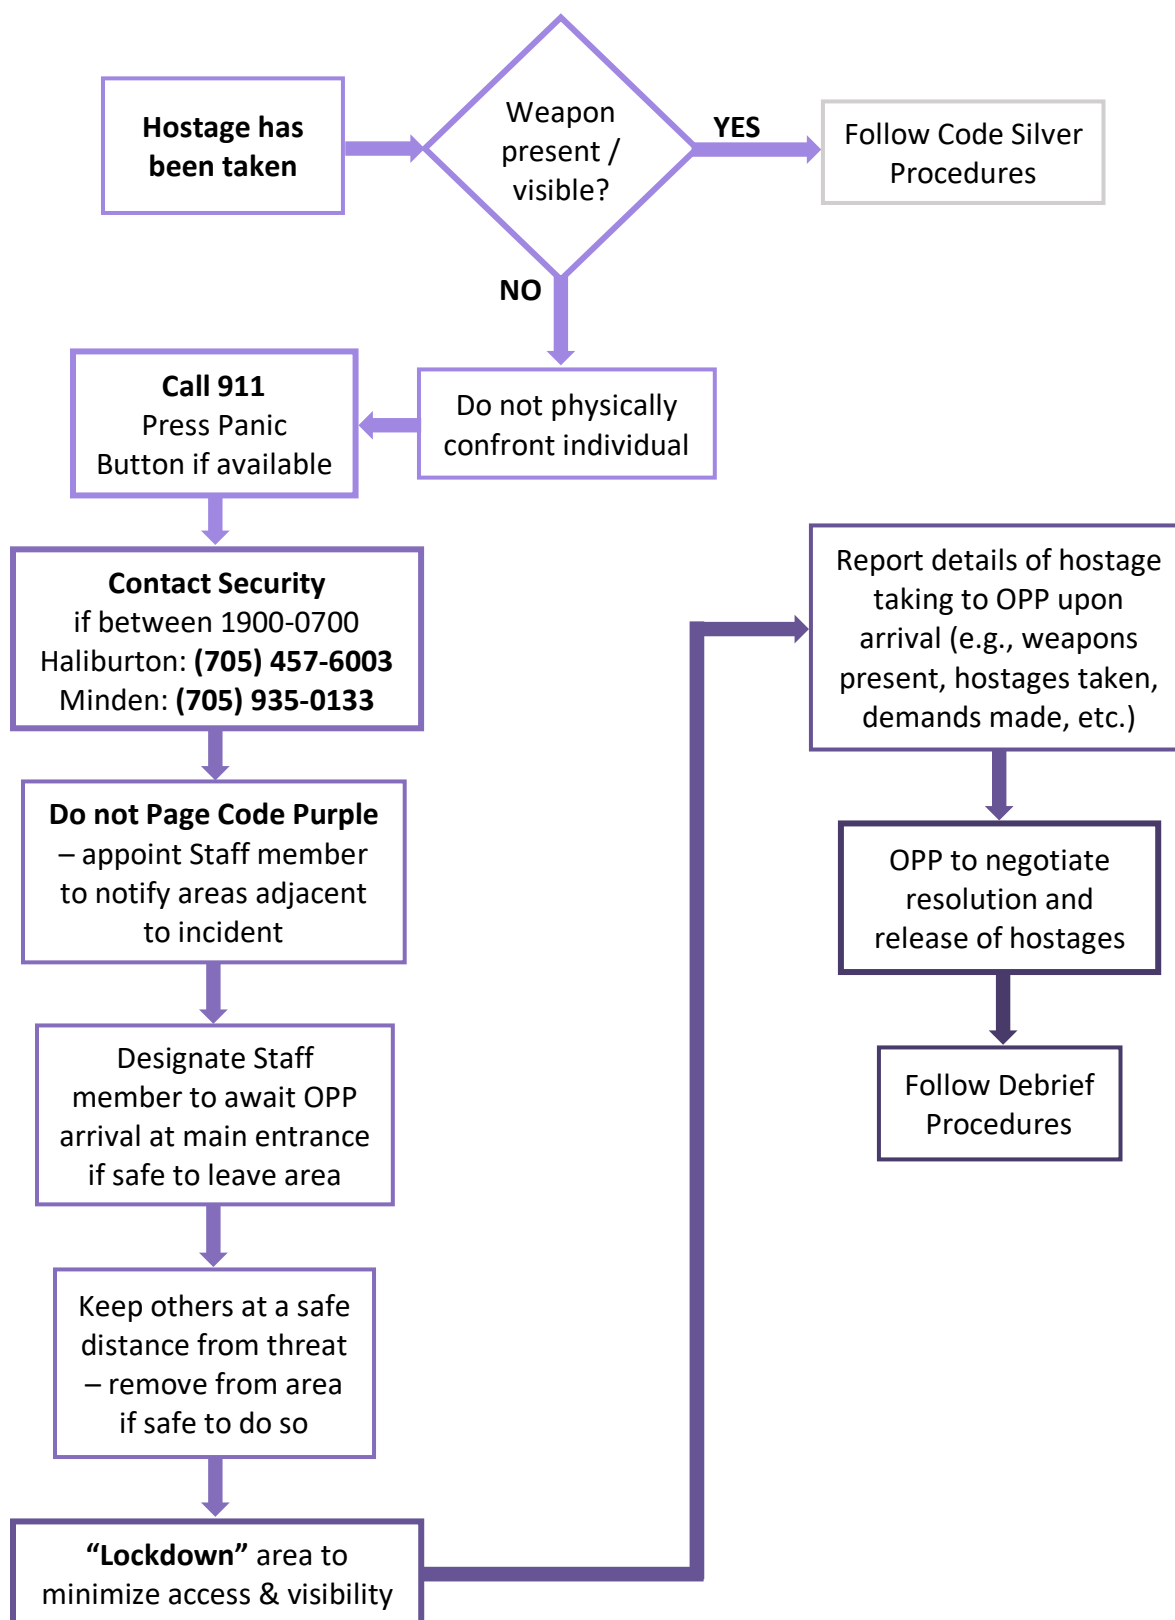 Hostage has
been taken
Weapon
present /
visible?
YES
Follow Code Silver
Procedures
NO
Do not physically
confront individual
Call 911
Press Panic
Button if available
Contact Security
if between 1900-0700
Haliburton: (705) 457-6003
Minden: (705) 935-0133
Do not Page Code Purple
– appoint Staff member
to notify areas adjacent
to incident
Designate Staff
member to await OPP
arrival at main entrance
if safe to leave area
Keep others at a safe
distance from threat
– remove from area
if safe to do so
“Lockdown” area to
minimize access & visibility
Report details of hostage
taking to OPP upon
arrival (e.g., weapons
present, hostages taken,
demands made, etc.)
OPP to negotiate
resolution and
release of hostages
Follow Debrief
Procedures